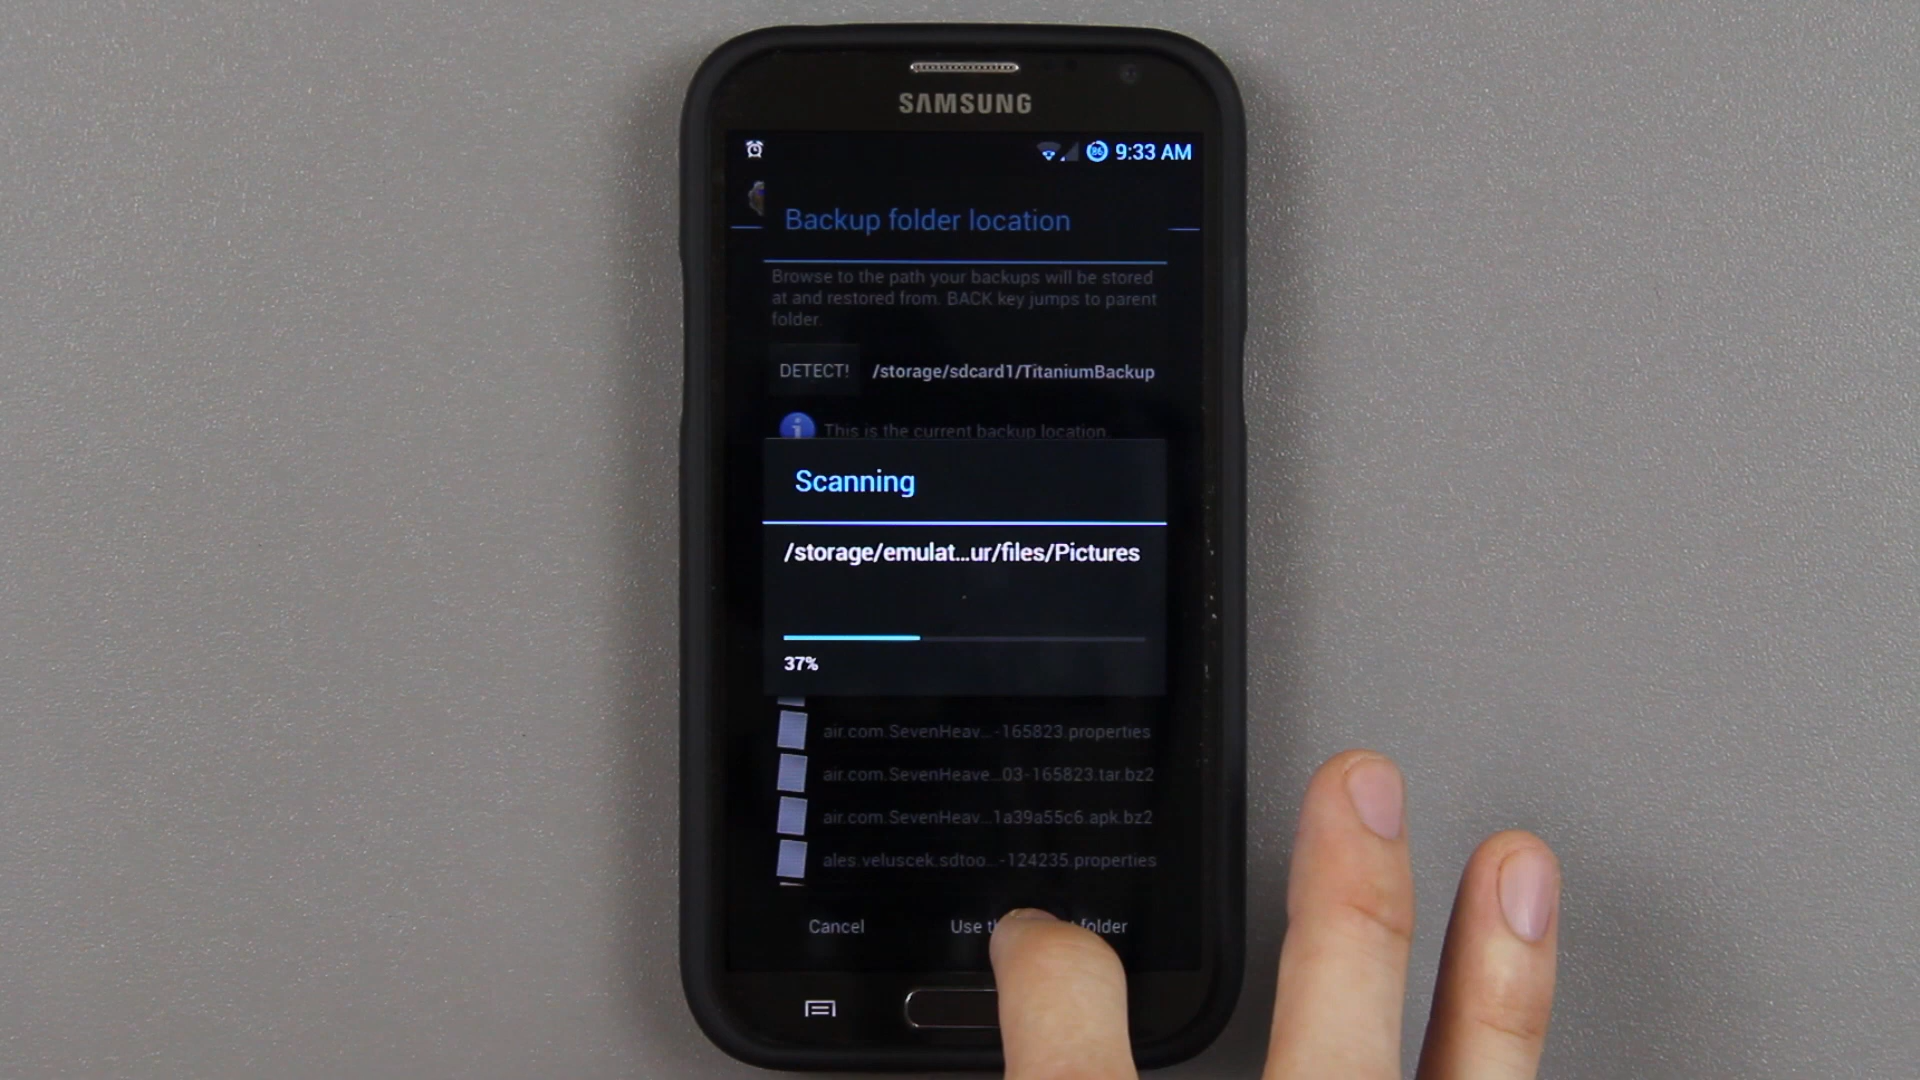 SAMSUNG
86 9:33 AM
Backup folder location
Browse to the path your backups will be stored
at and restored from. BACK key jumps to parent
folder.
DETECT! /storage/sdcard1/TitaniumBackup
i This is the current backup location.
Scanning
/storage/emulat...ur/files/Pictures
37%
air.com.SevenHeav...-165823.properties
air.com.SevenHeave...03-165823.tar.bz2
air.com.SevenHeav...1a39a55c6.apk.bz2
ales.veluscek.sdtoo...-124235.properties
Cancel Use folder